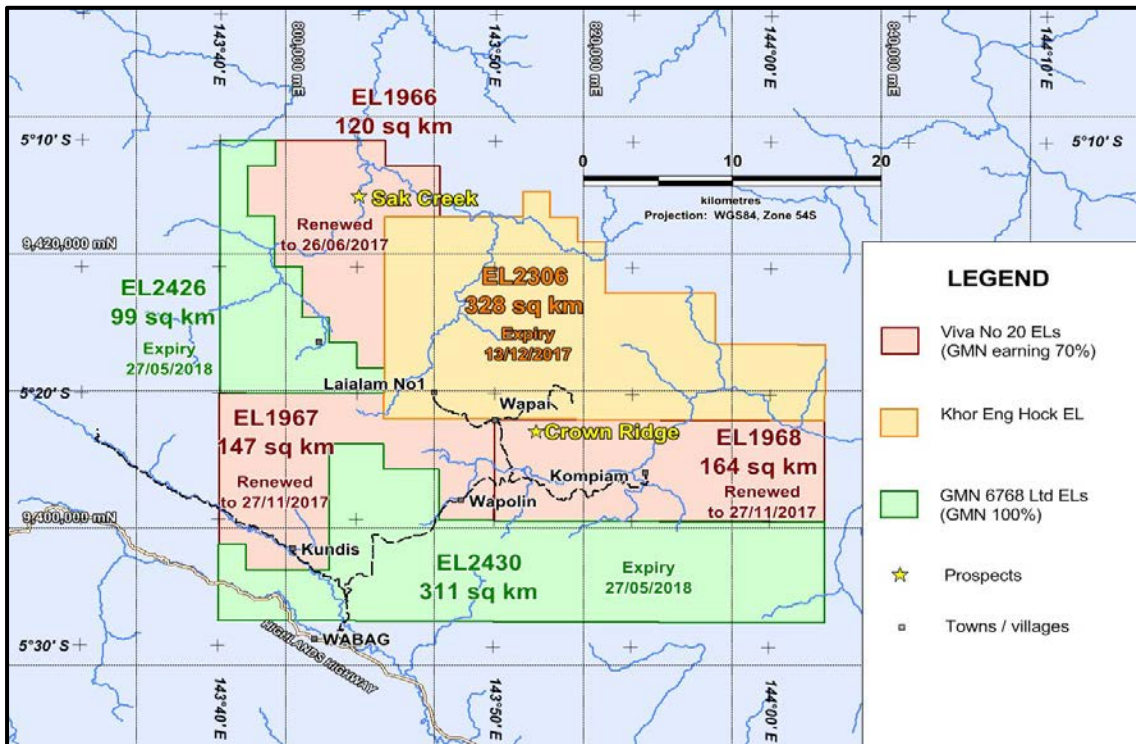 143°40' E
800,000 mE
143°50' E
820,000 mE
144°00' E
840,000 mE
144°10' E
EL1966
120 sq km
5°10' S
5°10' S
0
10
20
kilometres
Projection: WGS84, Zone 54S
Sak Creek
Renewed
to 26/06/2017
9,420,000 mN
EL2426
99 sq km
Expiry
27/05/2018
EL2306
328 sq km
Expiry
13/12/2017
LEGEND
Viva No 20 ELs
(GMN earning 70%)
Khor Eng Hock EL
GMN 6768 Ltd ELs
(GMN 100%)
Prospects
Towns / villages
5°20' S
Laialam No1
Wapai
EL1967
147 sq km
Renewed
to 27/11/2017
Crown Ridge
EL1968
164 sq km
Renewed
to 27/11/2017
Kompiam
Wapolin
9,400,000 mN
Kundis
EL2430
311 sq km
Expiry
27/05/2018
5°30' S
WABAG
HIGHLANDS HIGHWAY
143°40' E
143°50' E
144°00' E